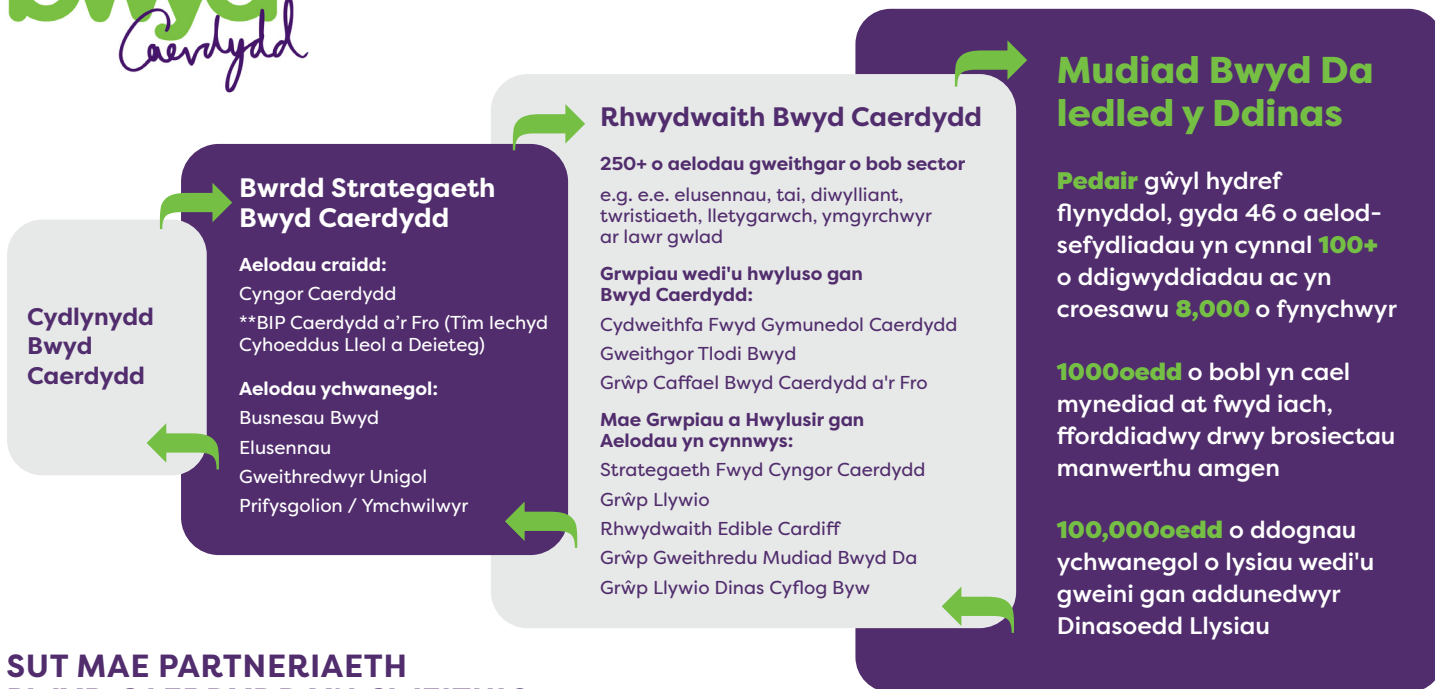 bwyd
Caerdydd
Cydlynydd
Bwyd
Caerdydd
Bwrdd Strategaeth
Bwyd Caerdydd
Aelodau craidd:
Cyngor Caerdydd
**BIP Caerdydd a'r Fro (Tîm Iechyd
Cyhoeddus Lleol a Deieteg)
Aelodau ychwanegol:
Busnesau Bwyd
Elusennau
Gweithredwyr Unigol
Prifysgolion / Ymchwilwyr
Rhwydwaith Bwyd Caerdydd
250+ o aelodau gweithgar o bob sector
e.g. e.e. elusennau, tai, diwylliant,
twristiaeth, lletygarwch, ymgyrchwyr
ar lawr gwlad
Grwpiau wedi'u hwyluso gan
Bwyd Caerdydd:
Cydweithfa Fwyd Gymunedol Caerdydd
Gweithgor Tlodi Bwyd
Grŵp Caffael Bwyd Caerdydd a'r Fro
Mae Grwpiau a Hwylusir gan
Aelodau yn cynnwys:
Strategaeth Fwyd Cyngor Caerdydd
Grŵp Llywio
Rhwydwaith Edible Cardiff
Grŵp Gweithredu Mudiad Bwyd Da
Grŵp Llywio Dinas Cyflog Byw
Mudiad Bwyd Da
ledled y Ddinas
Pedair gŵyl hydref
flynyddol, gyda 46 o aelod-
sefydliadau yn cynnal 100+
o ddigwyddiadau ac yn
croesawu 8,000 o fynychwyr
1000oedd o bobl yn cael
mynediad at fwyd iach,
fforddiadwy drwy brosiectau
manwerthu amgen
100,000oedd o ddognau
ychwanegol o lysiau wedi'u
gweini gan addunedwyr
Dinasoedd Llysiau
SUT MAE PARTNERIAETH